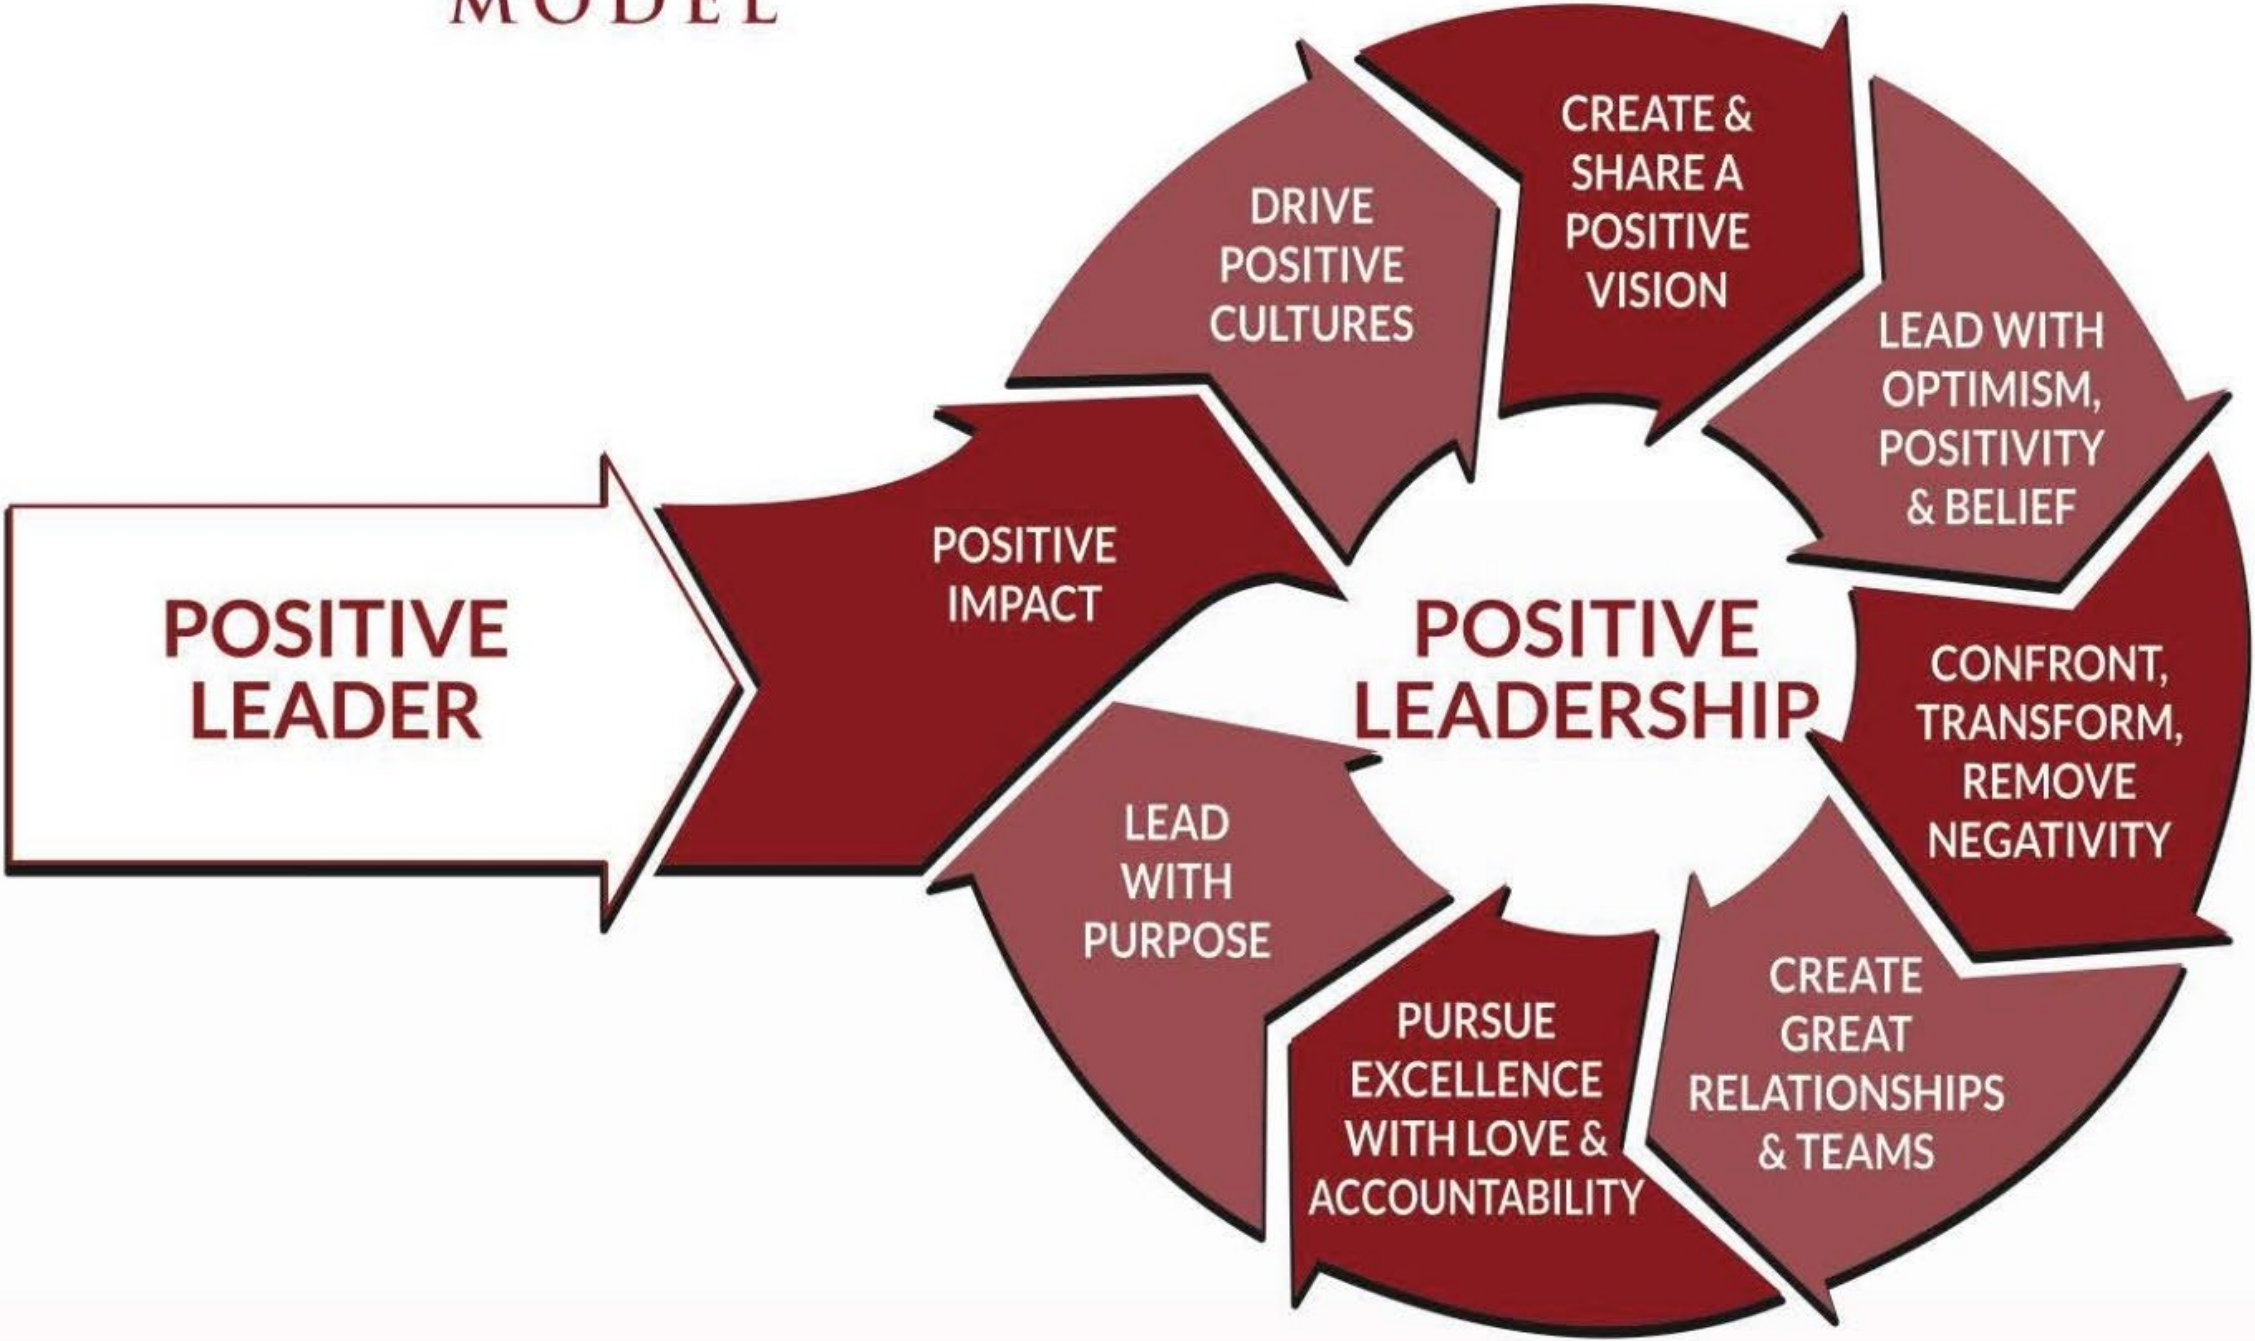 MODEL
POSITIVE
LEADER
POSITIVE
IMPACT
DRIVE
POSITIVE
CULTURES
CREATE &
SHARE A
POSITIVE
VISION
LEAD WITH
OPTIMISM,
POSITIVITY
& BELIEF
CONFRONT,
TRANSFORM,
REMOVE
NEGATIVITY
CREATE
GREAT
RELATIONSHIPS
& TEAMS
PURSUE
EXCELLENCE
WITH LOVE &
ACCOUNTABILITY
LEAD
WITH
PURPOSE
POSITIVE
LEADERSHIP